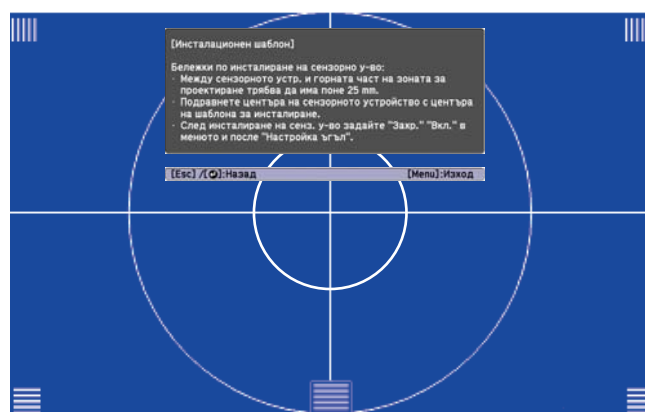 [Инсталационен шаблон]
Бележки по инсталиране на сензорно у-во:
· Между сензорното устр. и горната част на зоната за
проектиране трябва да има поне 25 mm.
· Подравнете центъра на сензорното устройство с центъра
на шаблона за инсталиране.
· След инсталиране на сенз. у-во задайте "Захр." "Вкл." в
менюто и после "Настройка ъгъл".
[Esc] /[⮌]:Назад [Menu]:Изход